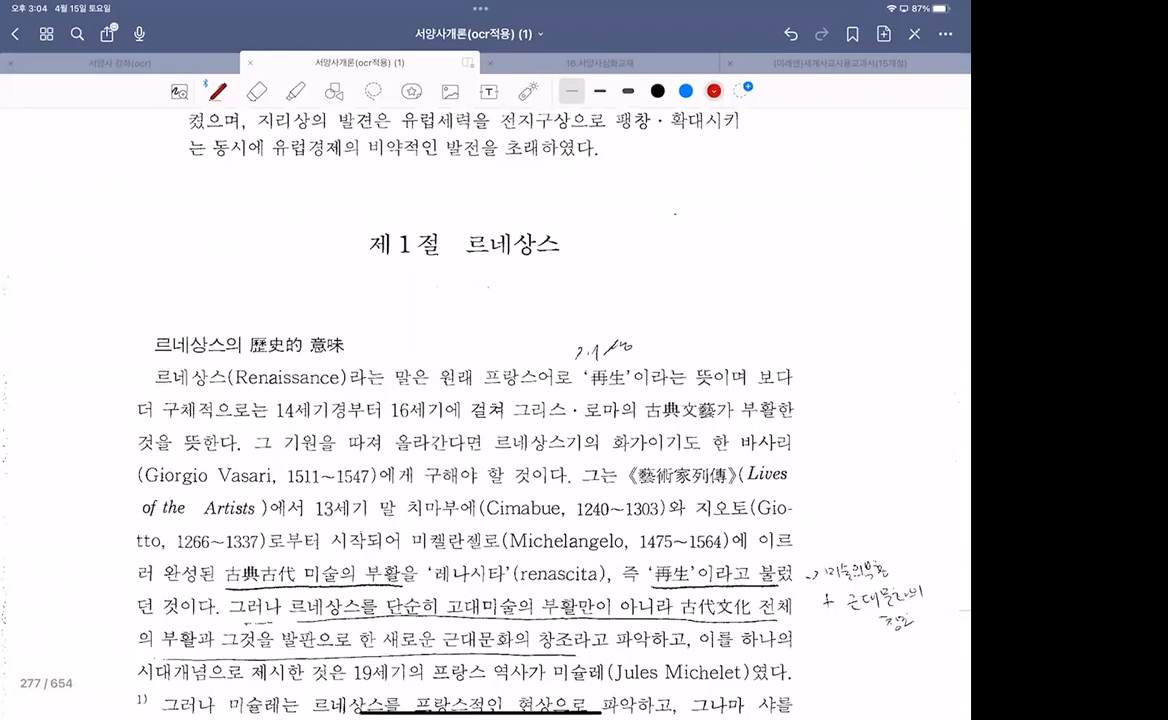 오후 3:04 4월 15일 토요일
87%
서양사개론(ocr적용) (1)
서양사 강좌(ocr)
서양사개론(ocr적용) (1)
16.서양사심화교재
(미래엔)세계사교사용교과서(15개정)
켰으며, 지리상의 발견은 유럽세력을 전지구상으로 팽창·확대시키
는 동시에 유럽경제의 비약적인 발전을 초래하였다.
제 1 절 르네상스
르네상스의 歷史的 意味
르네상스(Renaissance)라는 말은 원래 프랑스어로 '再生'이라는 뜻이며 보다
더 구체적으로는 14세기경부터 16세기에 걸쳐 그리스·로마의 古典文藝가 부활한
것을 뜻한다. 그 기원을 따져 올라간다면 르네상스기의 화가이기도 한 바사리
(Giorgio Vasari, 1511~1547)에게 구해야 할 것이다. 그는 《藝術家列傳》(Lives
of the Artists)에서 13세기 말 치마부에(Cimabue, 1240~1303)와 지오토(Gio-
tto, 1266~1337)로부터 시작되어 미켈란젤로(Michelangelo, 1475~1564)에 이르
러 완성된 古典古代 미술의 부활을 '레나시타'(renascita), 즉 '再生'이라고 불렀
→ 미술의 부활
던 것이다. 그러나 르네상스를 단순히 고대미술의 부활만이 아니라 古代文化 전체
+ 근대문화의
창조
의 부활과 그것을 발판으로 한 새로운 근대문화의 창조라고 파악하고, 이를 하나의
시대개념으로 제시한 것은 19세기의 프랑스 역사가 미슐레(Jules Michelet)였다.
277 / 654
1) 그러나 미슐레는 르네상스를 프랑스적인 현상으로 파악하고, 그나마 샤를